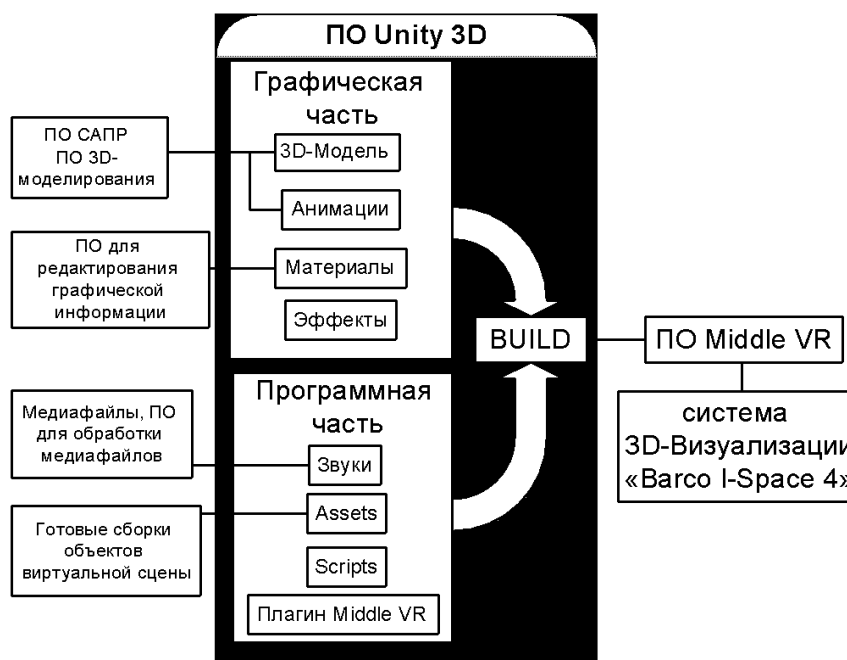 ПО Unity 3D
Графическая
часть
3D-Модель
Анимации
Материалы
Эффекты
ПО САПР
ПО 3D-
моделирования
ПО для
редактирования
графической
информации
Программная
часть
Звуки
Assets
Scripts
Плагин Middle VR
Медиафайлы, ПО
для обработки
медиафайлов
Готовые сборки
объектов
виртуальной сцены
BUILD
ПО Middle VR
система
3D-Визуализации
«Barco I-Space 4»